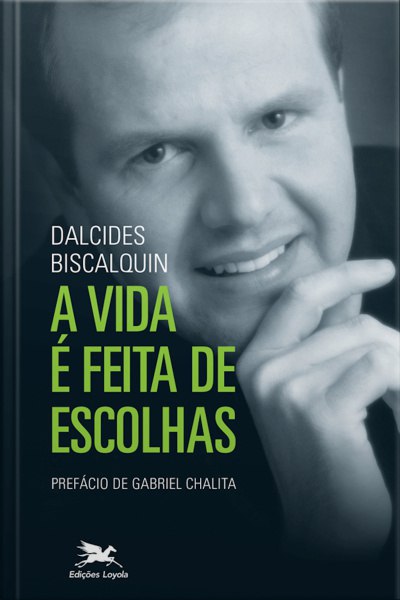 DALCIDES
BISCALQUIN
A VIDA
É FEITA DE
ESCOLHAS
PREFÁCIO DE GABRIEL CHALITA
Edições Loyola